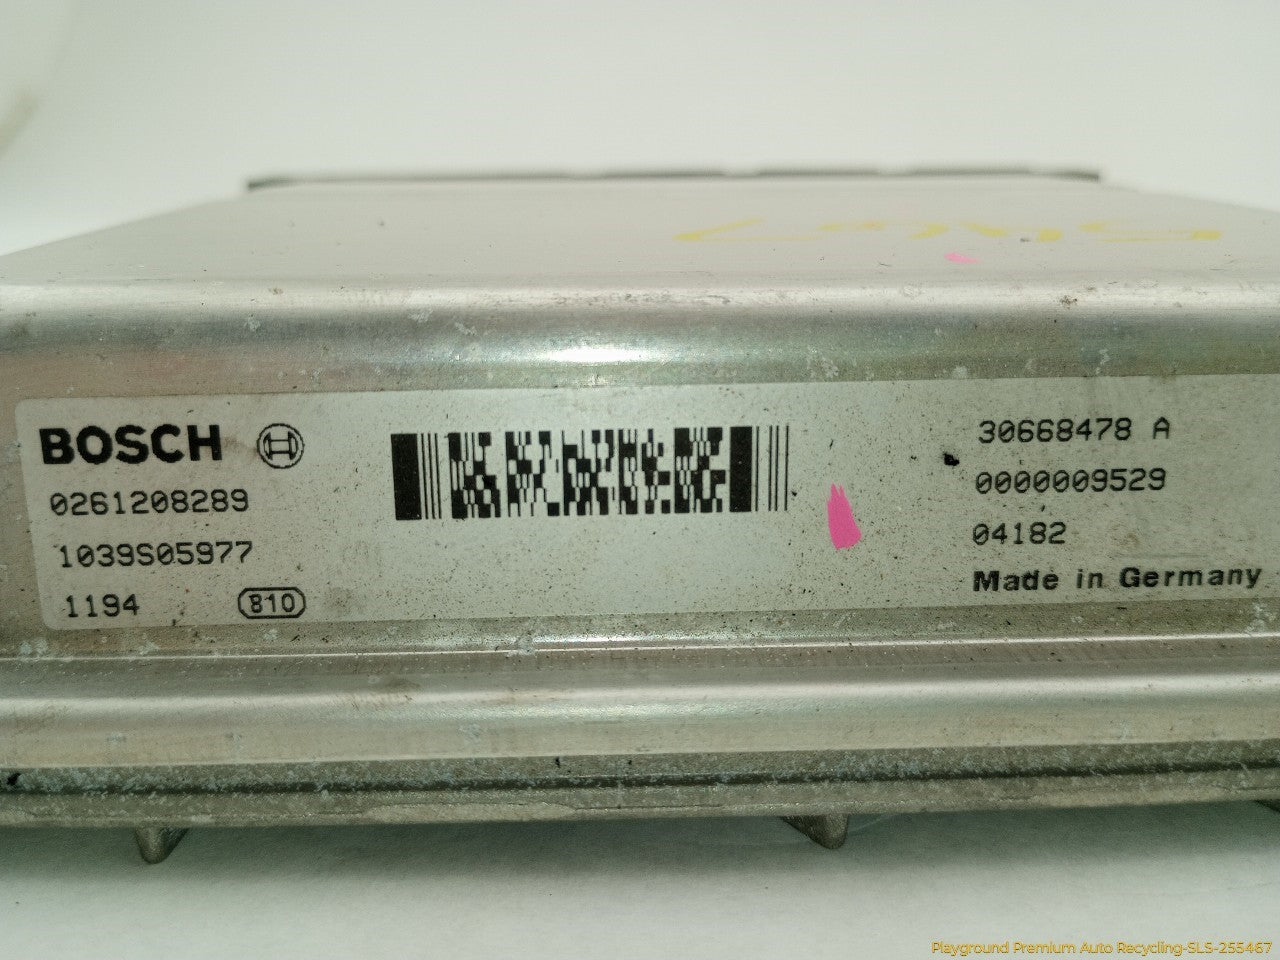 BOSCH
0261208289
1039S05977
1194 810
30668478 A
0000009529
04182
Made in Germany
Playground Premium Auto Recycling-SLS-255467